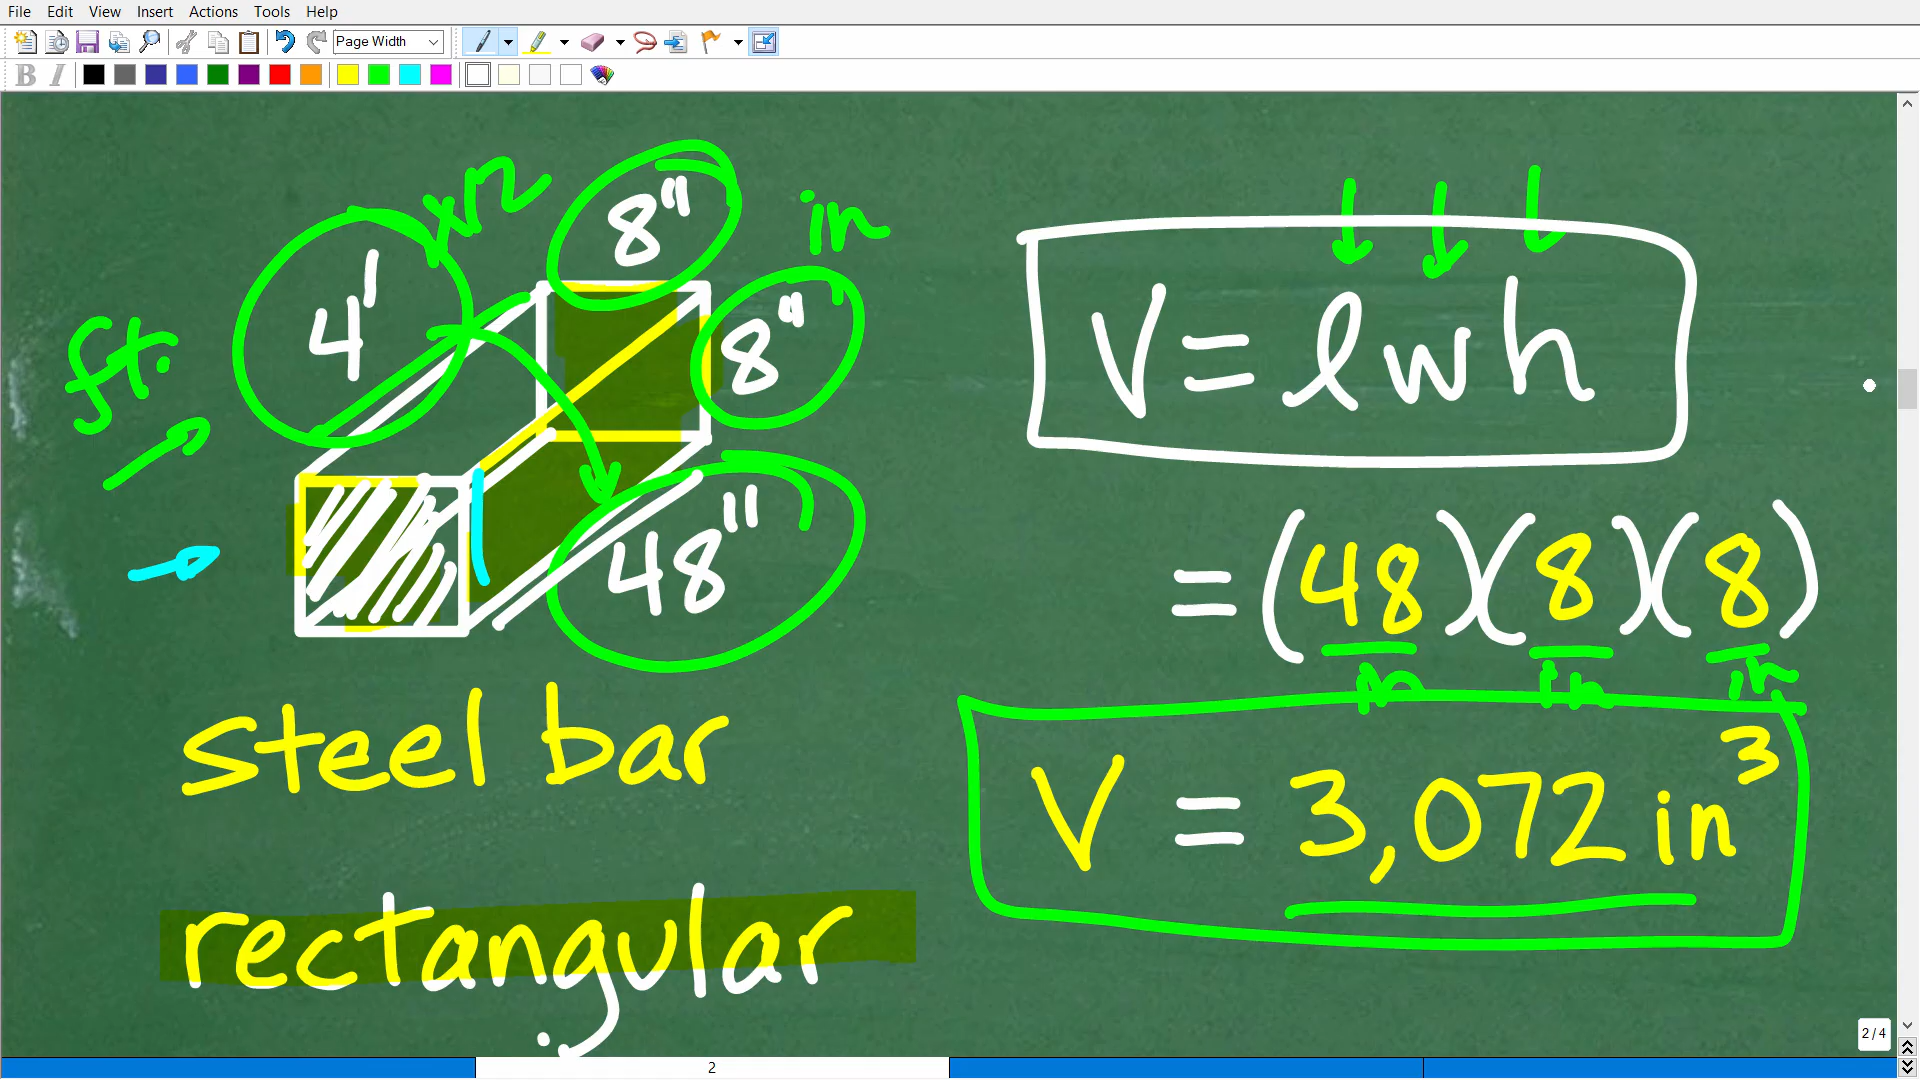 File Edit View Insert Actions Tools Help
Page Width
B I
x12
8"
in
4'
8"
ft.
48"
steel bar
rectangular
V = l w h
= (48)(8)(8)
in in in
V = 3,072 in³
2 / 4
2